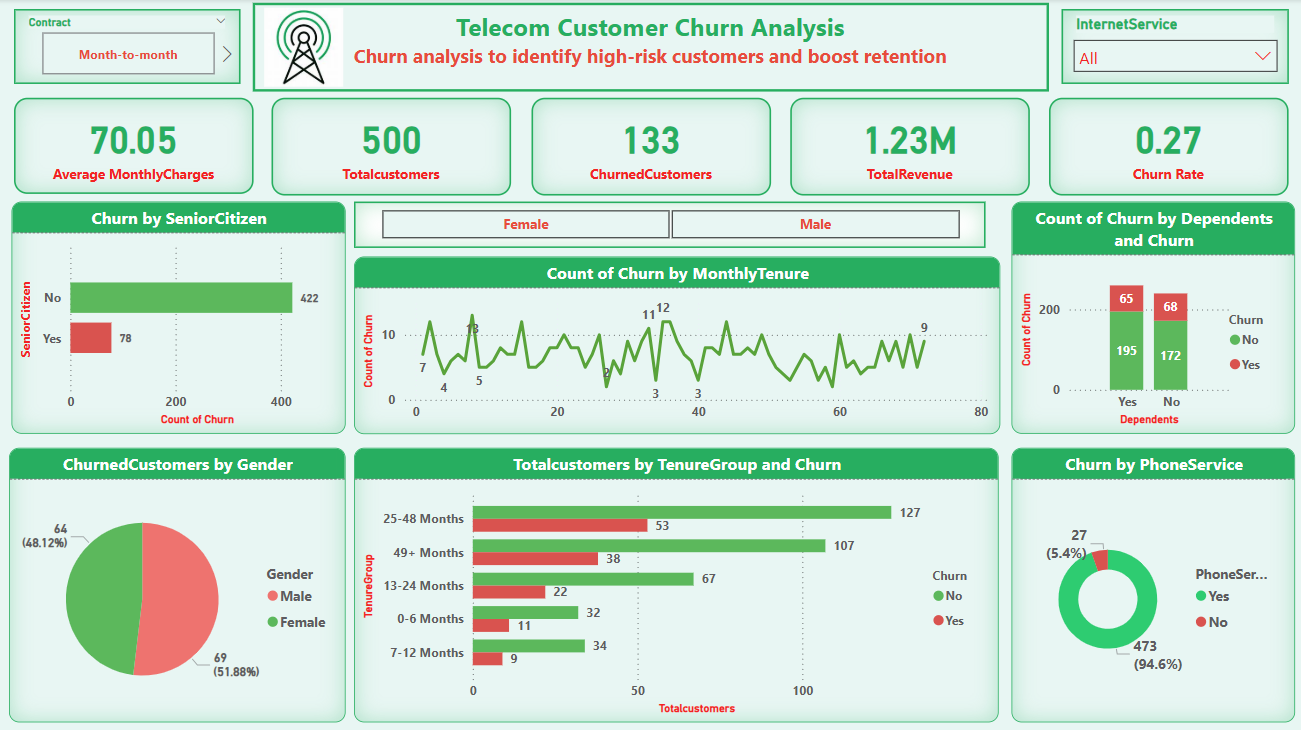 Contract
Month-to-month
Telecom Customer Churn Analysis
Churn analysis to identify high-risk customers and boost retention
InternetService
All
70.05
Average MonthlyCharges
500
Totalcustomers
133
ChurnedCustomers
1.23M
TotalRevenue
0.27
Churn Rate
Churn by SeniorCitizen
SeniorCitizen
No
422
Yes
78
0 200 400
Count of Churn
Female
Male
Count of Churn by MonthlyTenure
Count of Churn
10
0
7
4
13
5
2
11
12
3
3
9
0 20 40 60 80
Count of Churn by Dependents
and Churn
Count of Churn
200
0
65
195
68
172
Yes No
Dependents
Churn
No
Yes
ChurnedCustomers by Gender
64
(48.12%)
69
(51.88%)
Gender
Male
Female
Totalcustomers by TenureGroup and Churn
TenureGroup
25-48 Months
127
53
49+ Months
107
38
13-24 Months
67
22
0-6 Months
32
11
7-12 Months
34
9
0 50 100
Totalcustomers
Churn
No
Yes
Churn by PhoneService
27
(5.4%)
473
(94.6%)
PhoneSer...
Yes
No